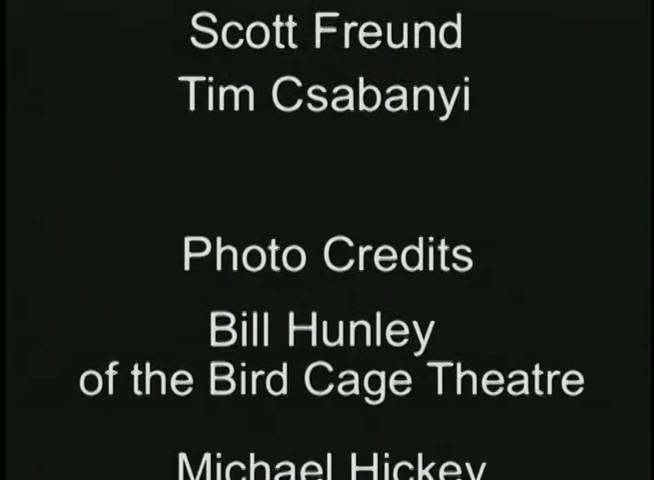 Scott Freund
Tim Csabanyi
Photo Credits
Bill Hunley
of the Bird Cage Theatre
Michael Hickey